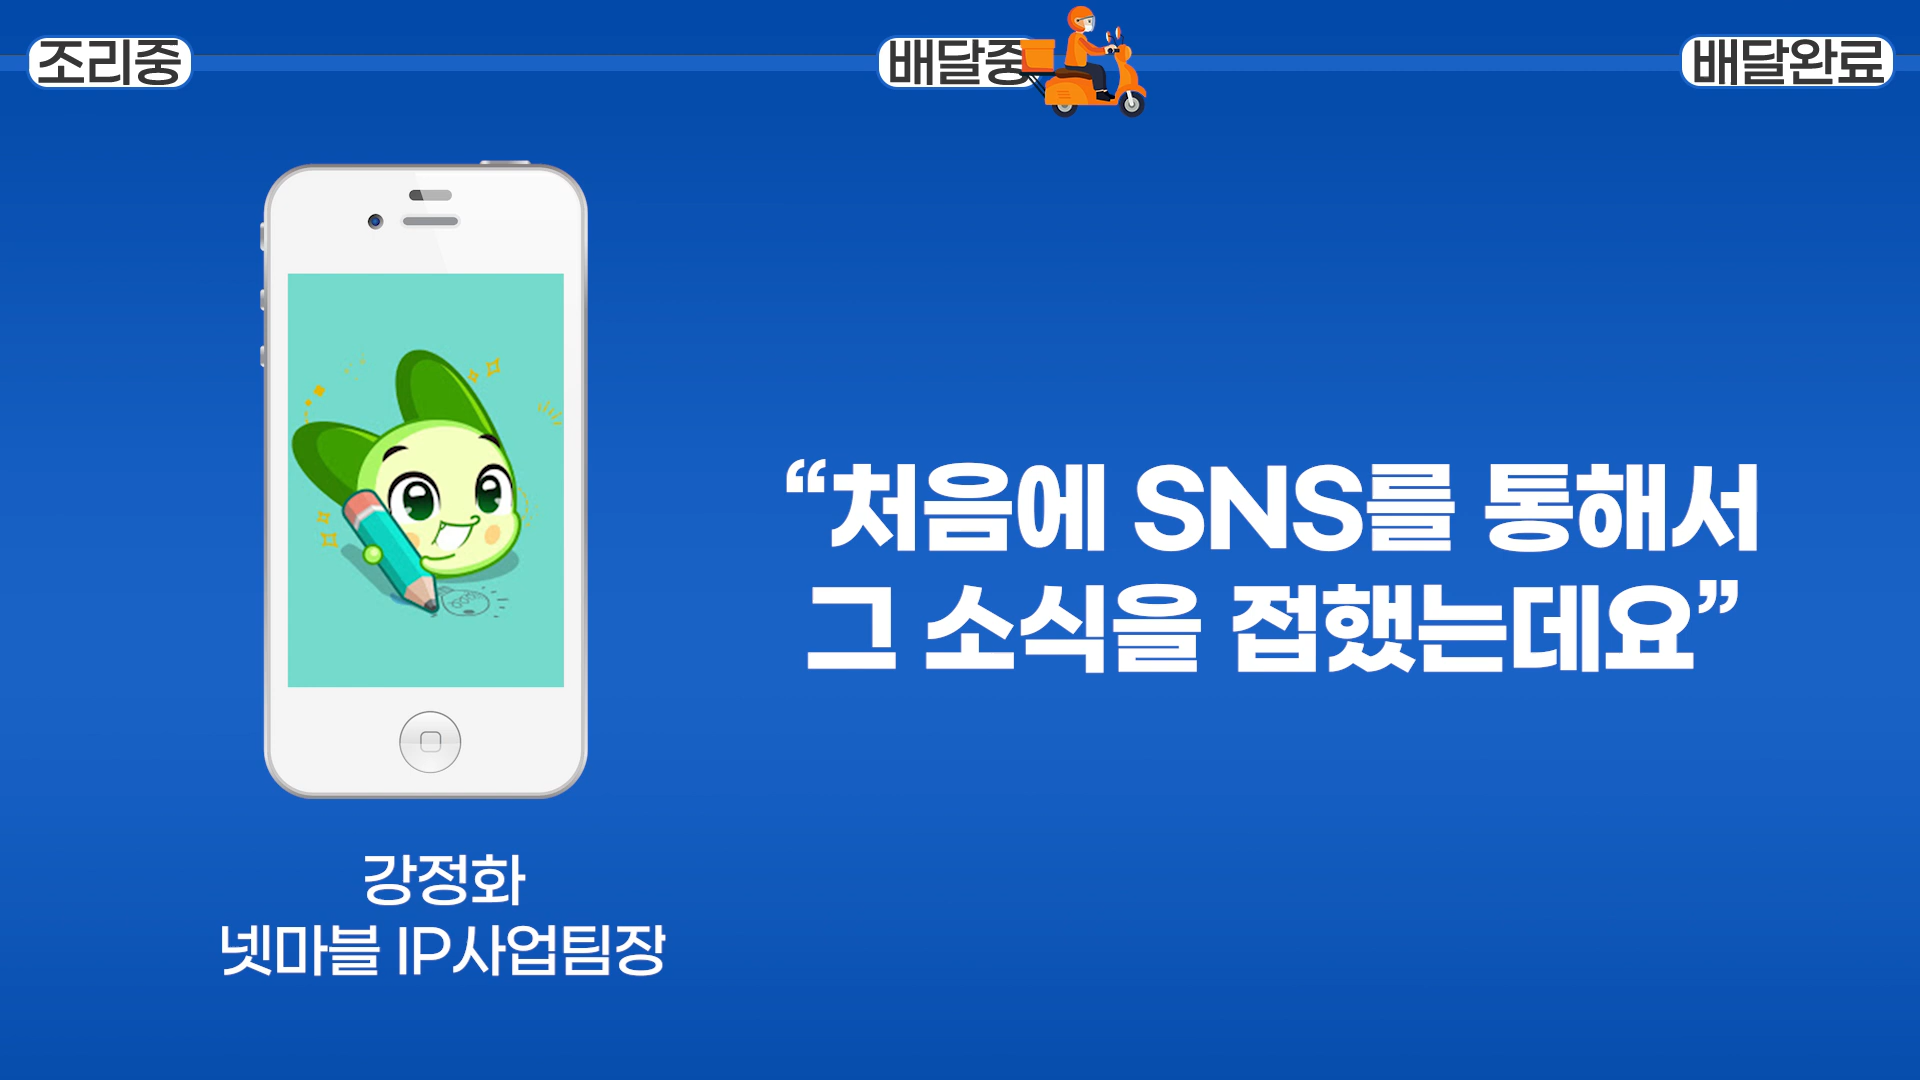 조리중
배달중
배달완료
“처음에 SNS를 통해서
그 소식을 접했는데요”
강정화
넷마블 IP사업팀장